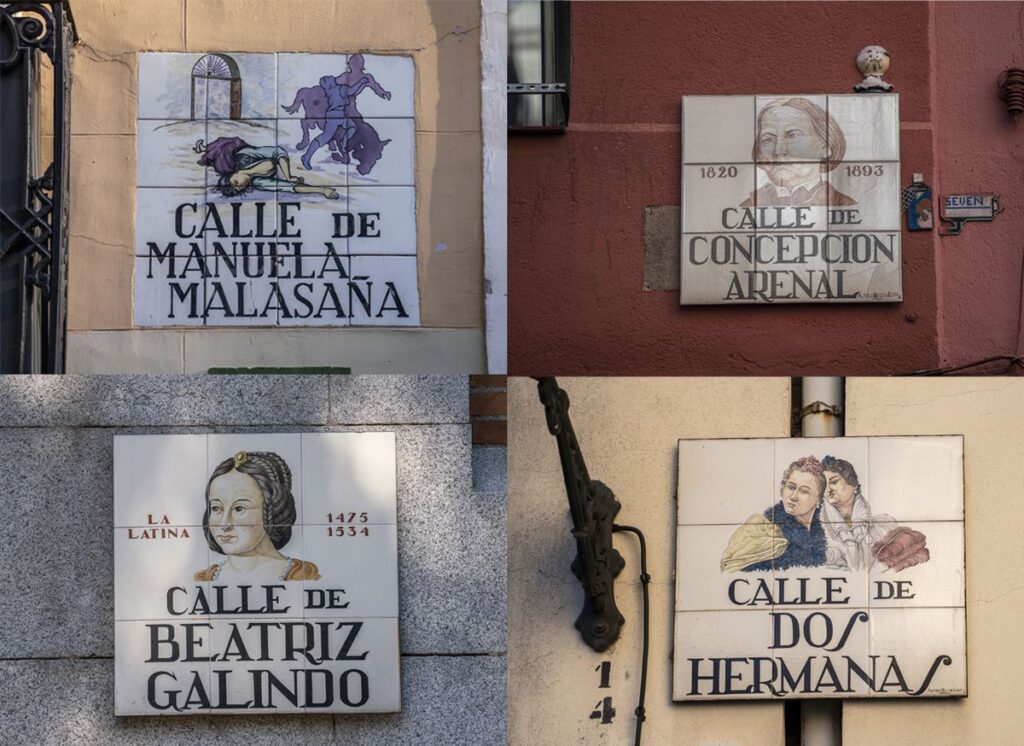 CALLE DE
MANUELA
MALASAÑA
1820
1893
CALLE DE
CONCEPCION
ARENAL
SEVEN
LA
LATINA
1475
1534
CALLE DE
BEATRIZ
GALINDO
CALLE DE
DOS
HERMANAS
14